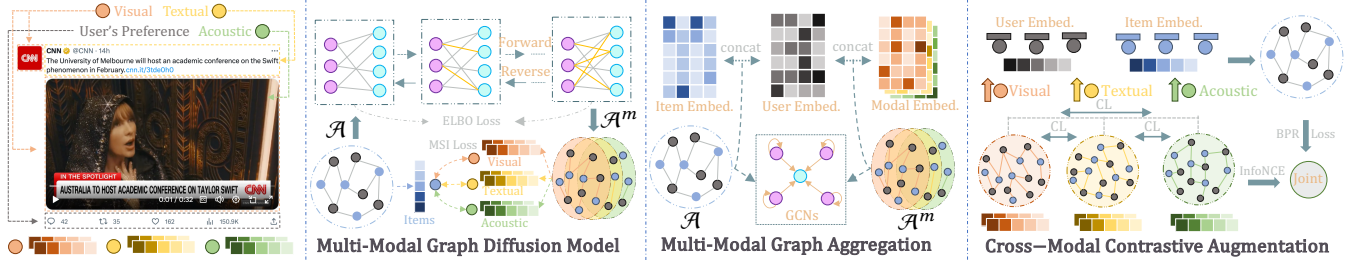 Visual
Textual
User's Preference
Acoustic
CNN
CNN @CNN · 14h
The University of Melbourne will host an academic conference on the Swift
phenomenon in February.cnn.it/3tde0h0
IN THE SPOTLIGHT
AUSTRALIA TO HOST ACADEMIC CONFERENCE ON TAYLOR SWIFT
CNN
0:01 / 0:32
42
35
162
150.9K
Forward
Reverse
ELBO Loss
𝒜
𝒜ᵐ
MSI Loss
Visual
Textual
Acoustic
Items
Multi-Modal Graph Diffusion Model
concat
concat
Item Embed.
User Embed.
Modal Embed.
GCNs
𝒜
𝒜ᵐ
Multi-Modal Graph Aggregation
User Embed.
Item Embed.
Visual
Textual
Acoustic
CL
CL
CL
BPR
Loss
InfoNCE
Joint
Cross—Modal Contrastive Augmentation